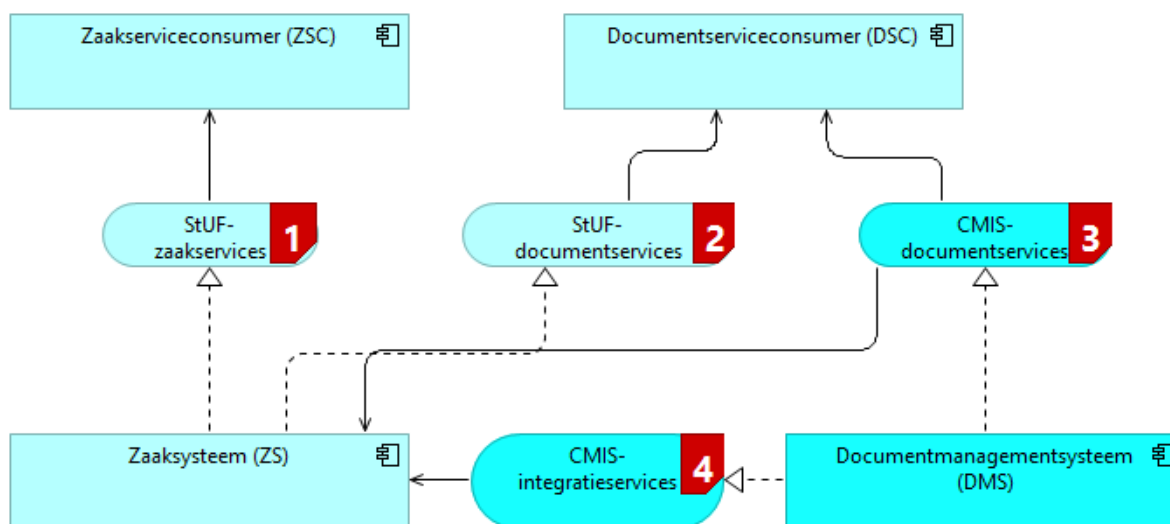 Zaakserviceconsumer (ZSC)
Documentserviceconsumer (DSC)
StUF-
zaakservices
1
StUF-
documentservices
2
CMIS-
documentservices
3
Zaaksysteem (ZS)
CMIS-
integratieservices
4
Documentmanagementsysteem
(DMS)